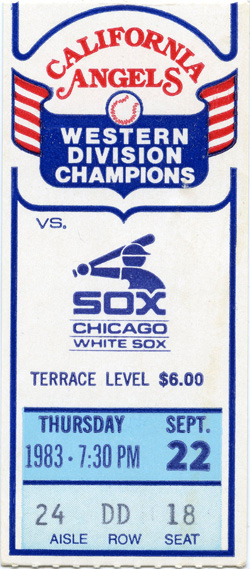 CALIFORNIA
ANGELS
WESTERN
DIVISION
CHAMPIONS
VS.
SOX
CHICAGO
WHITE SOX
TERRACE LEVEL $6.00
THURSDAY SEPT.
1983 - 7:30 PM 22
24 DD 18
AISLE ROW SEAT